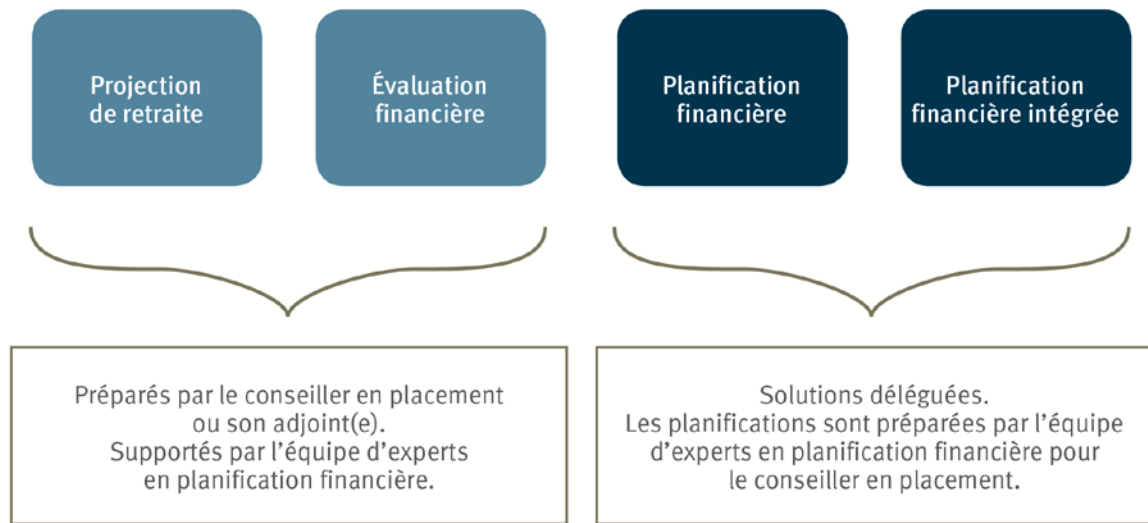 Projection
de retraite
Évaluation
financière
Planification
financière
Planification
financière intégrée
Préparés par le conseiller en placement
ou son adjoint(e).
Supportés par l'équipe d'experts
en planification financière.
Solutions déléguées.
Les planifications sont préparées par l'équipe
d'experts en planification financière pour
le conseiller en placement.